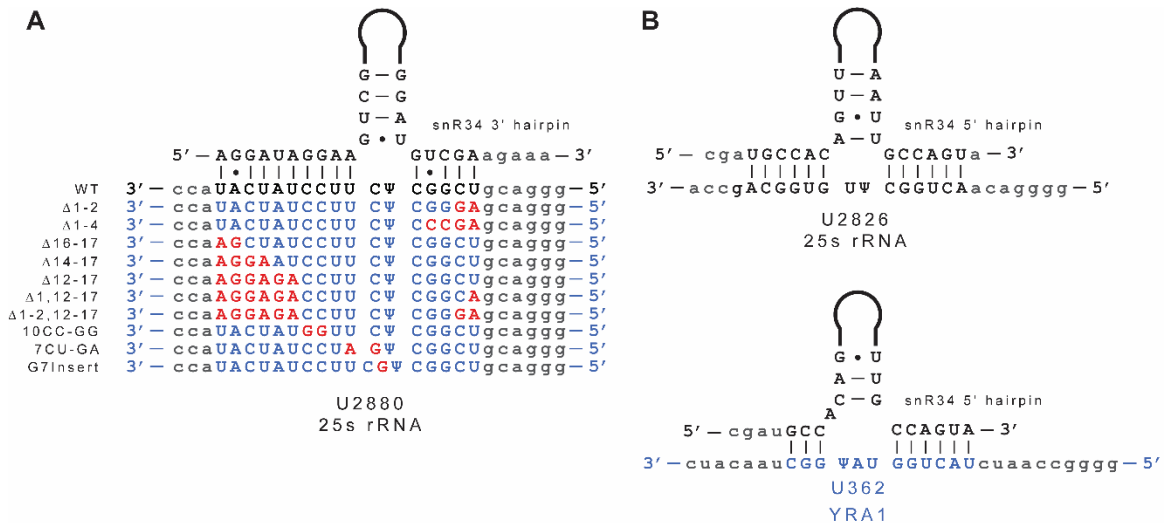 A
G – G
C – G
U – A
G • U
snR34 3' hairpin
5' – AGGAUAGGAA GUCGAagaaa – 3'
WT 3' – ccaUACUAUCCUU CΨ CGGCUgcaggg – 5'
Δ1-2 3' – ccaUACUAUCCUU CΨ CGGGAgcaggg – 5'
Δ1-4 3' – ccaUACUAUCCUU CΨ CCCGAgcaggg – 5'
Δ16-17 3' – ccaAGCUAUCCUU CΨ CGGCUgcaggg – 5'
Δ14-17 3' – ccaAGGAAUCCUU CΨ CGGCUgcaggg – 5'
Δ12-17 3' – ccaAGGAGACCUU CΨ CGGCUgcaggg – 5'
Δ1,12-17 3' – ccaAGGAGACCUU CΨ CGGCAgcaggg – 5'
Δ1-2,12-17 3' – ccaAGGAGACCUU CΨ CGGGAgcaggg – 5'
10CC-GG 3' – ccaUACUAUGGUU CΨ CGGCUgcaggg – 5'
7CU-GA 3' – ccaUACUAUCCUA GΨ CGGCUgcaggg – 5'
G7Insert 3' – ccaUACUAUCCUUCGΨCGGCUgcaggg – 5'
U2880
25s rRNA
B
U – A
U – A
G • U
A – U
snR34 5' hairpin
5' – cgaUGCCAC GCCAGUa – 3'
3' – accgACGGUG UΨ CGGUCAacagggg – 5'
U2826
25s rRNA
G • U
A – U
C – G
A
snR34 5' hairpin
5' – cgauGCC CCAGUA – 3'
3' – cuacaauCGG ΨAU GGUCAUcuaaccgggg – 5'
U362
YRA1